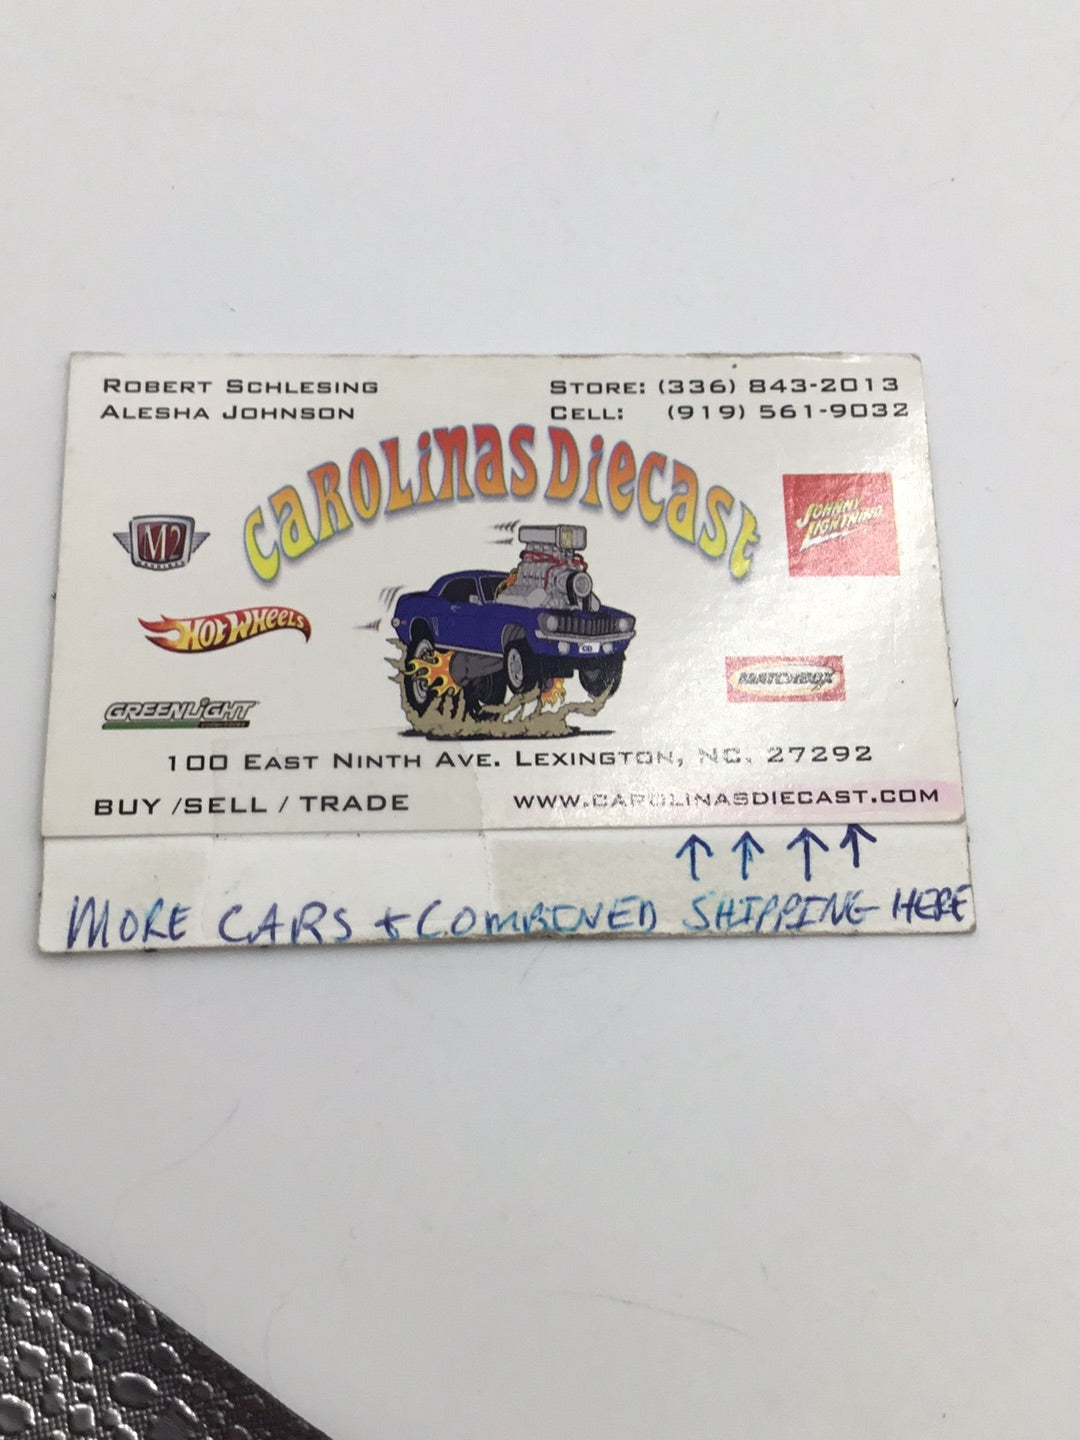 ROBERT SCHLESING
ALESHA JOHNSON
STORE: (336) 843-2013
CELL: (919) 561-9032
CAROLINAS DIECAST
M2
JOHNNY
LIGHTNING
HOT WHEELS
MATCHBOX
GREENLIGHT
CD
100 EAST NINTH AVE. LEXINGTON, NC. 27292
BUY /SELL / TRADE
WWW.CAROLINASDIECAST.COM
↑ ↑ ↑ ↑
MORE CARS + COMBINED SHIPPING HERE